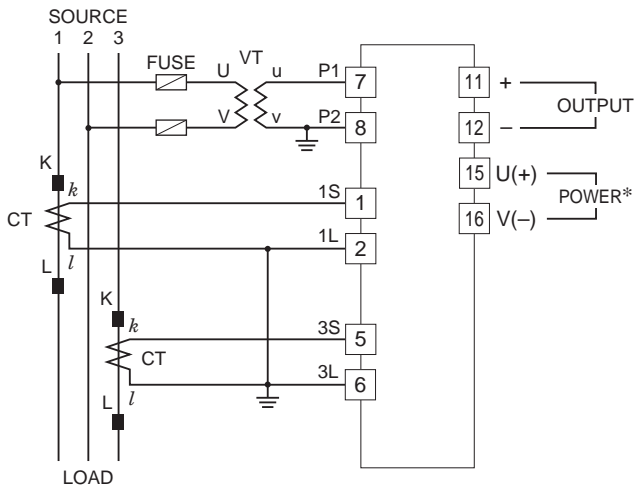 SOURCE
1 2 3
FUSE
VT
U u P1 7
V v P2 8
11 +
OUTPUT
12 –
15 U(+)
POWER*
16 V(–)
K
k
1S 1
CT
1L 2
L l
K
k
3S 5
CT
3L 6
L l
LOAD